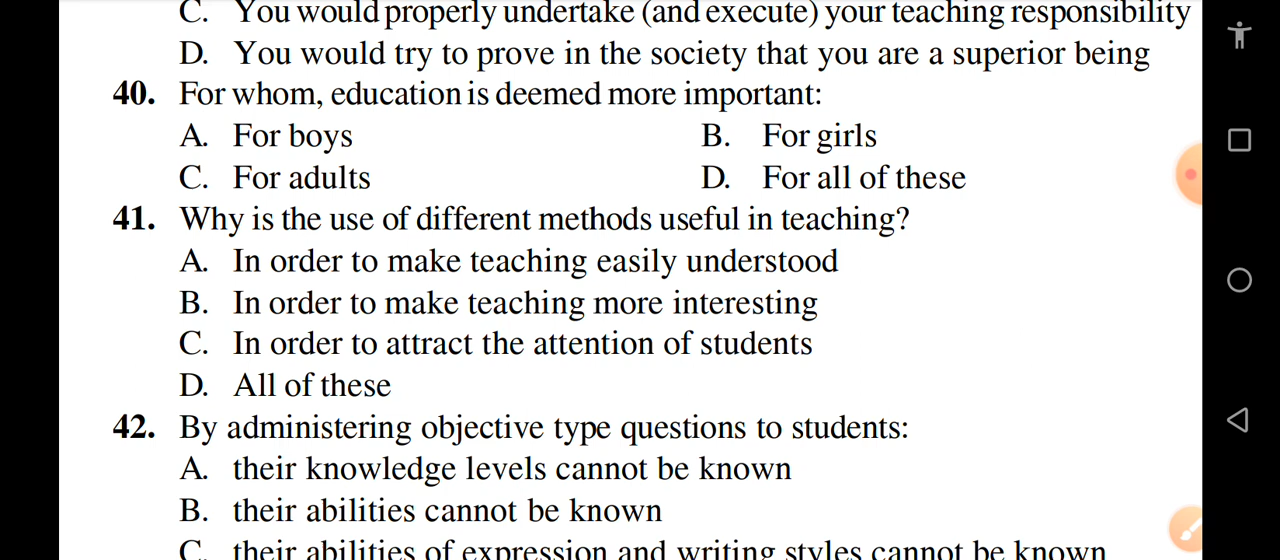 C. You would properly undertake (and execute) your teaching responsibility
D. You would try to prove in the society that you are a superior being
40. For whom, education is deemed more important:
A. For boys B. For girls
C. For adults D. For all of these
41. Why is the use of different methods useful in teaching?
A. In order to make teaching easily understood
B. In order to make teaching more interesting
C. In order to attract the attention of students
D. All of these
42. By administering objective type questions to students:
A. their knowledge levels cannot be known
B. their abilities cannot be known
C. their abilities of expression and writing styles cannot be known